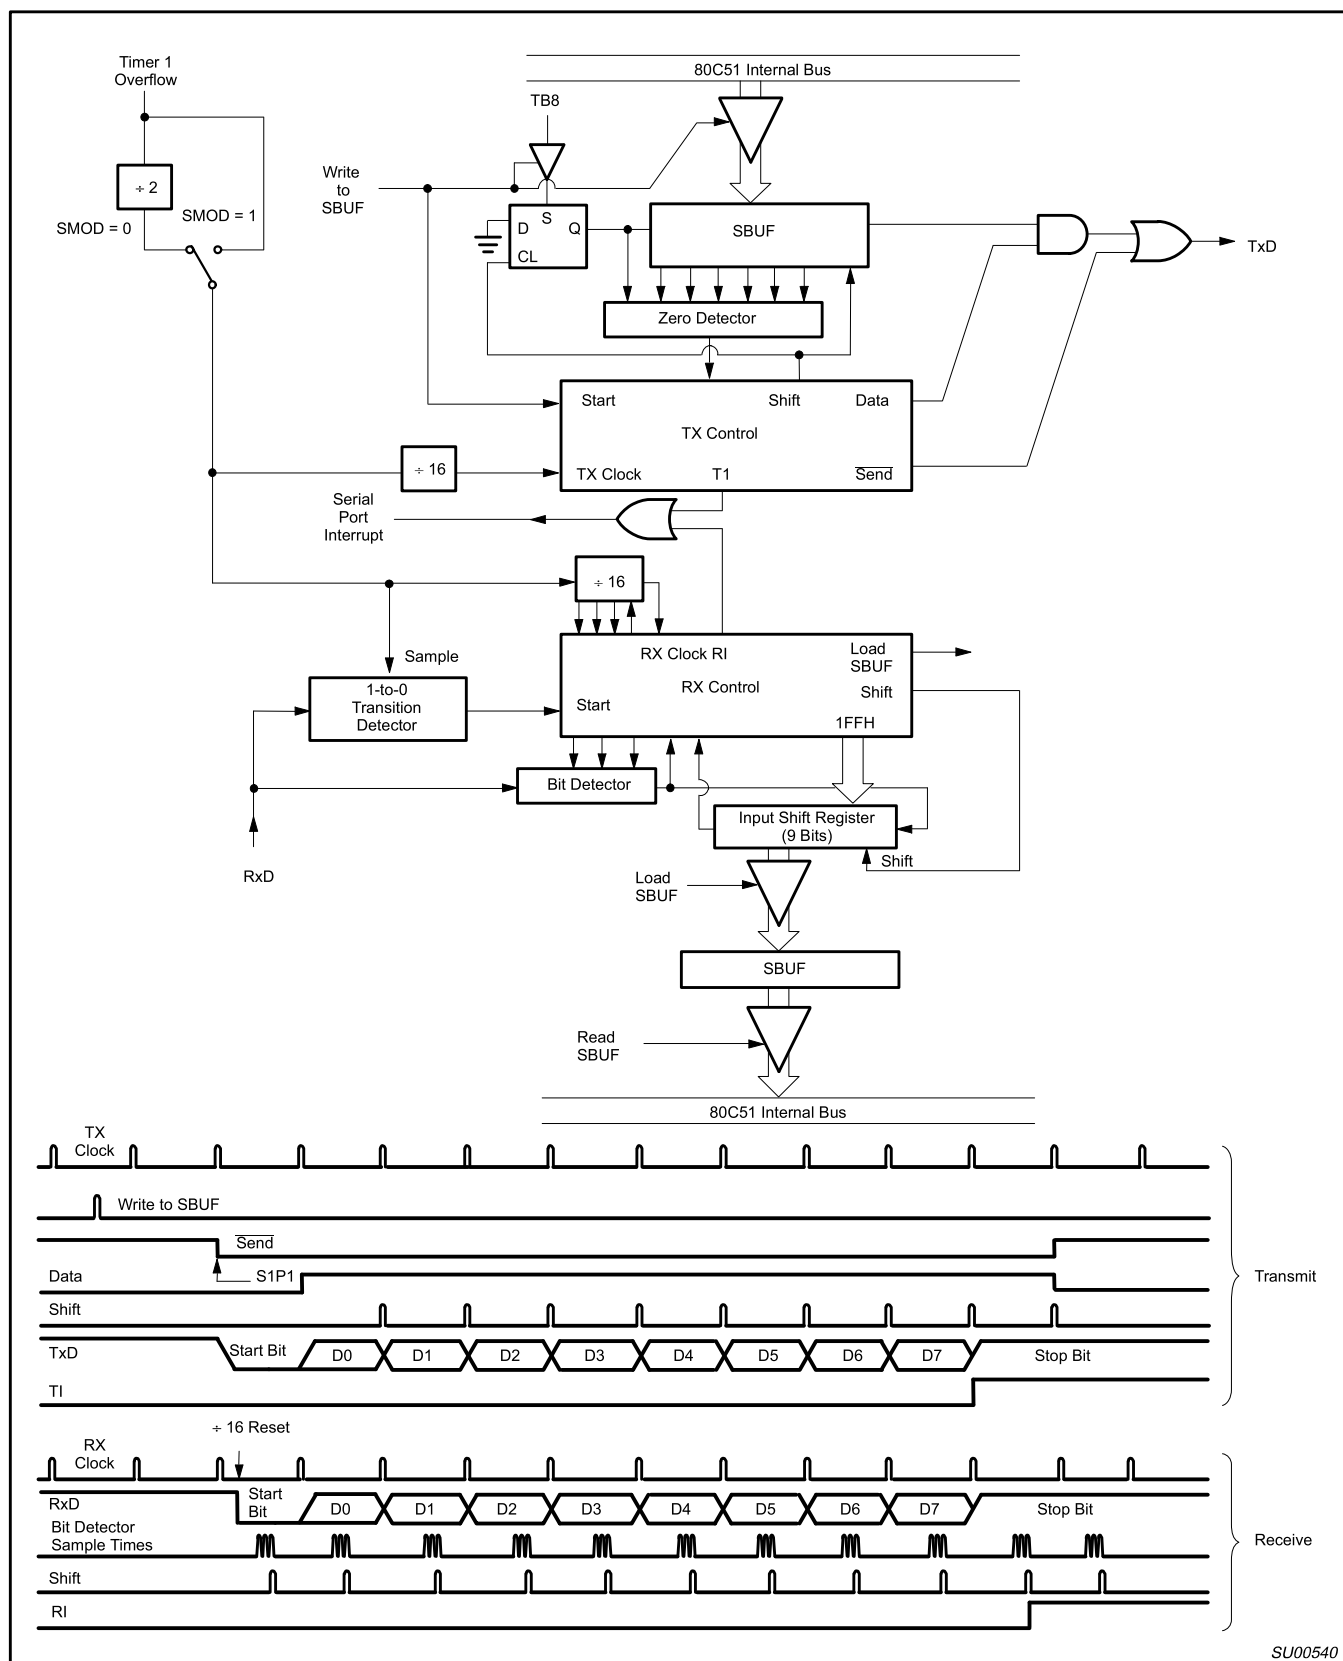 Timer 1
Overflow
80C51 Internal Bus
TB8
÷ 2
SMOD = 1
SMOD = 0
Write
to
SBUF
S
D
Q
CL
SBUF
TxD
Zero Detector
Start
Shift
Data
TX Control
÷ 16
TX Clock
T1
Send
Serial
Port
Interrupt
÷ 16
Sample
RX Clock RI
Load
SBUF
RX Control
Shift
Start
1FFH
1-to-0
Transition
Detector
Bit Detector
Input Shift Register
(9 Bits)
Shift
RxD
Load
SBUF
SBUF
Read
SBUF
80C51 Internal Bus
TX
Clock
Write to SBUF
Send
S1P1
Data
Shift
TxD
Start Bit
D0
D1
D2
D3
D4
D5
D6
D7
Stop Bit
TI
Transmit
÷ 16 Reset
RX
Clock
RxD
Start
Bit
D0
D1
D2
D3
D4
D5
D6
D7
Stop Bit
Bit Detector
Sample Times
Shift
RI
Receive
SU00540